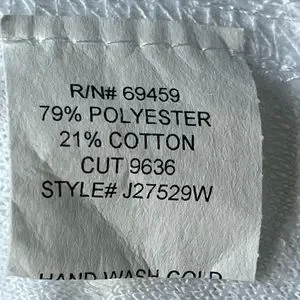 R/N# 69459
79% POLYESTER
21% COTTON
CUT 9636
STYLE# J27529W
HAND WASH COLD